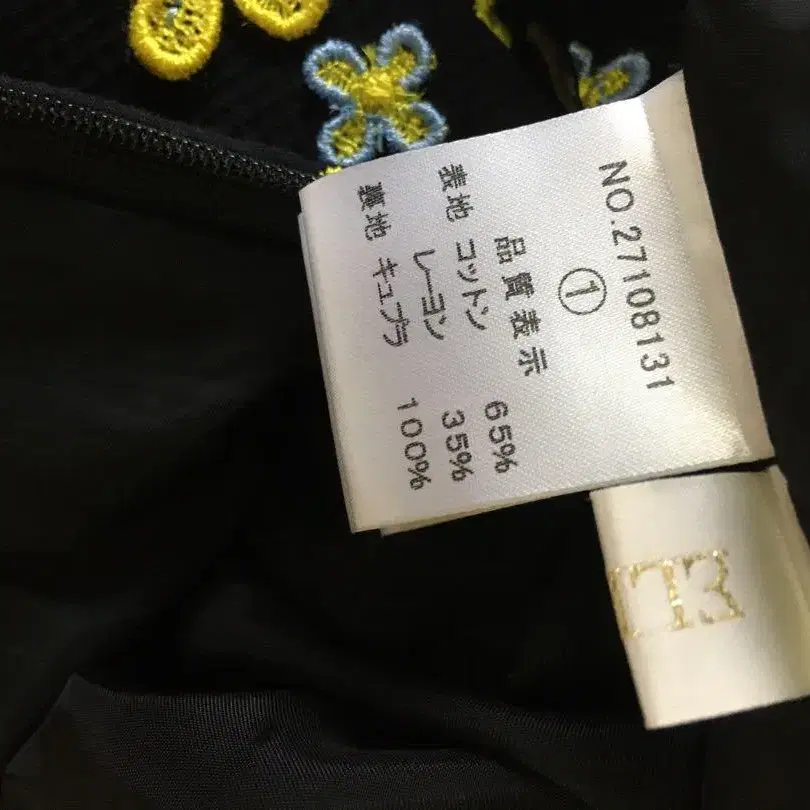 NO.27108131
①
品質表示
表地 コットン 65%
レーヨン 35%
裏地 キュプラ 100%